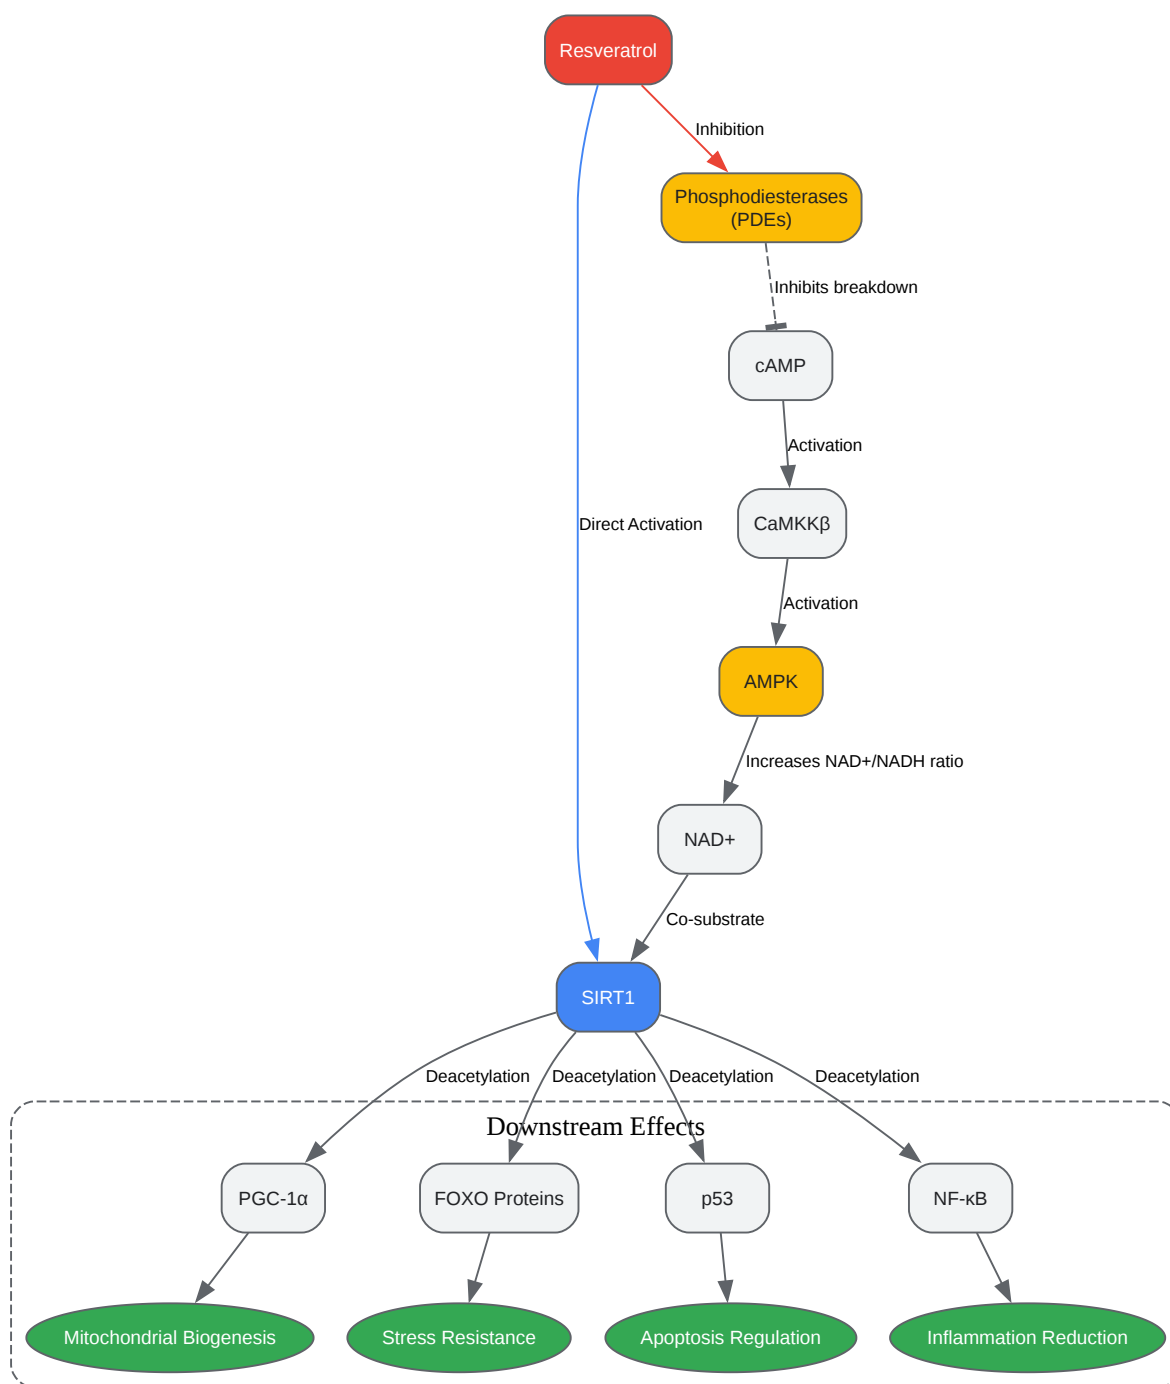 Resveratrol
Inhibition
Phosphodiesterases
(PDEs)
Inhibits breakdown
cAMP
Activation
CaMKKβ
Direct Activation
Activation
AMPK
Increases NAD+/NADH ratio
NAD+
Co-substrate
SIRT1
Deacetylation
Deacetylation
Deacetylation
Deacetylation
Downstream Effects
PGC-1α
FOXO Proteins
p53
NF-κB
Mitochondrial Biogenesis
Stress Resistance
Apoptosis Regulation
Inflammation Reduction